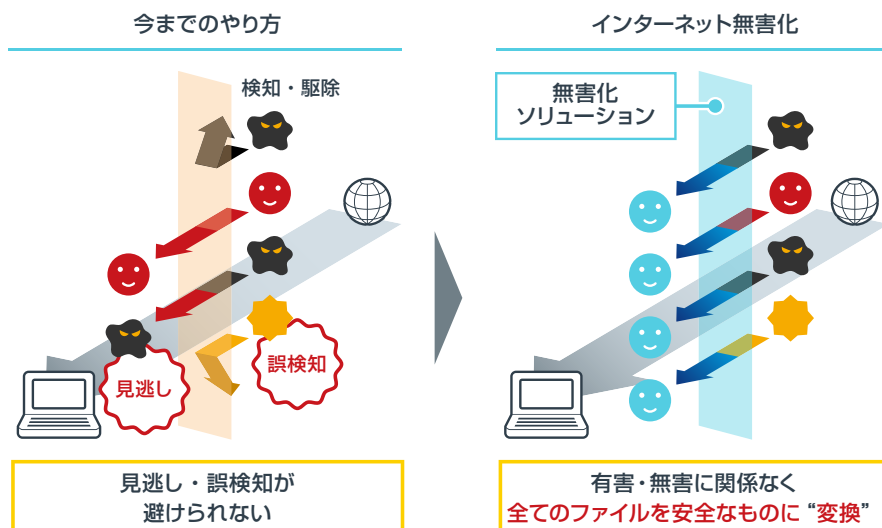 今までのやり方
検知・駆除
誤検知
見逃し
見逃し・誤検知が
避けられない
インターネット無害化
無害化
ソリューション
有害・無害に関係なく
全てのファイルを安全なものに “変換”